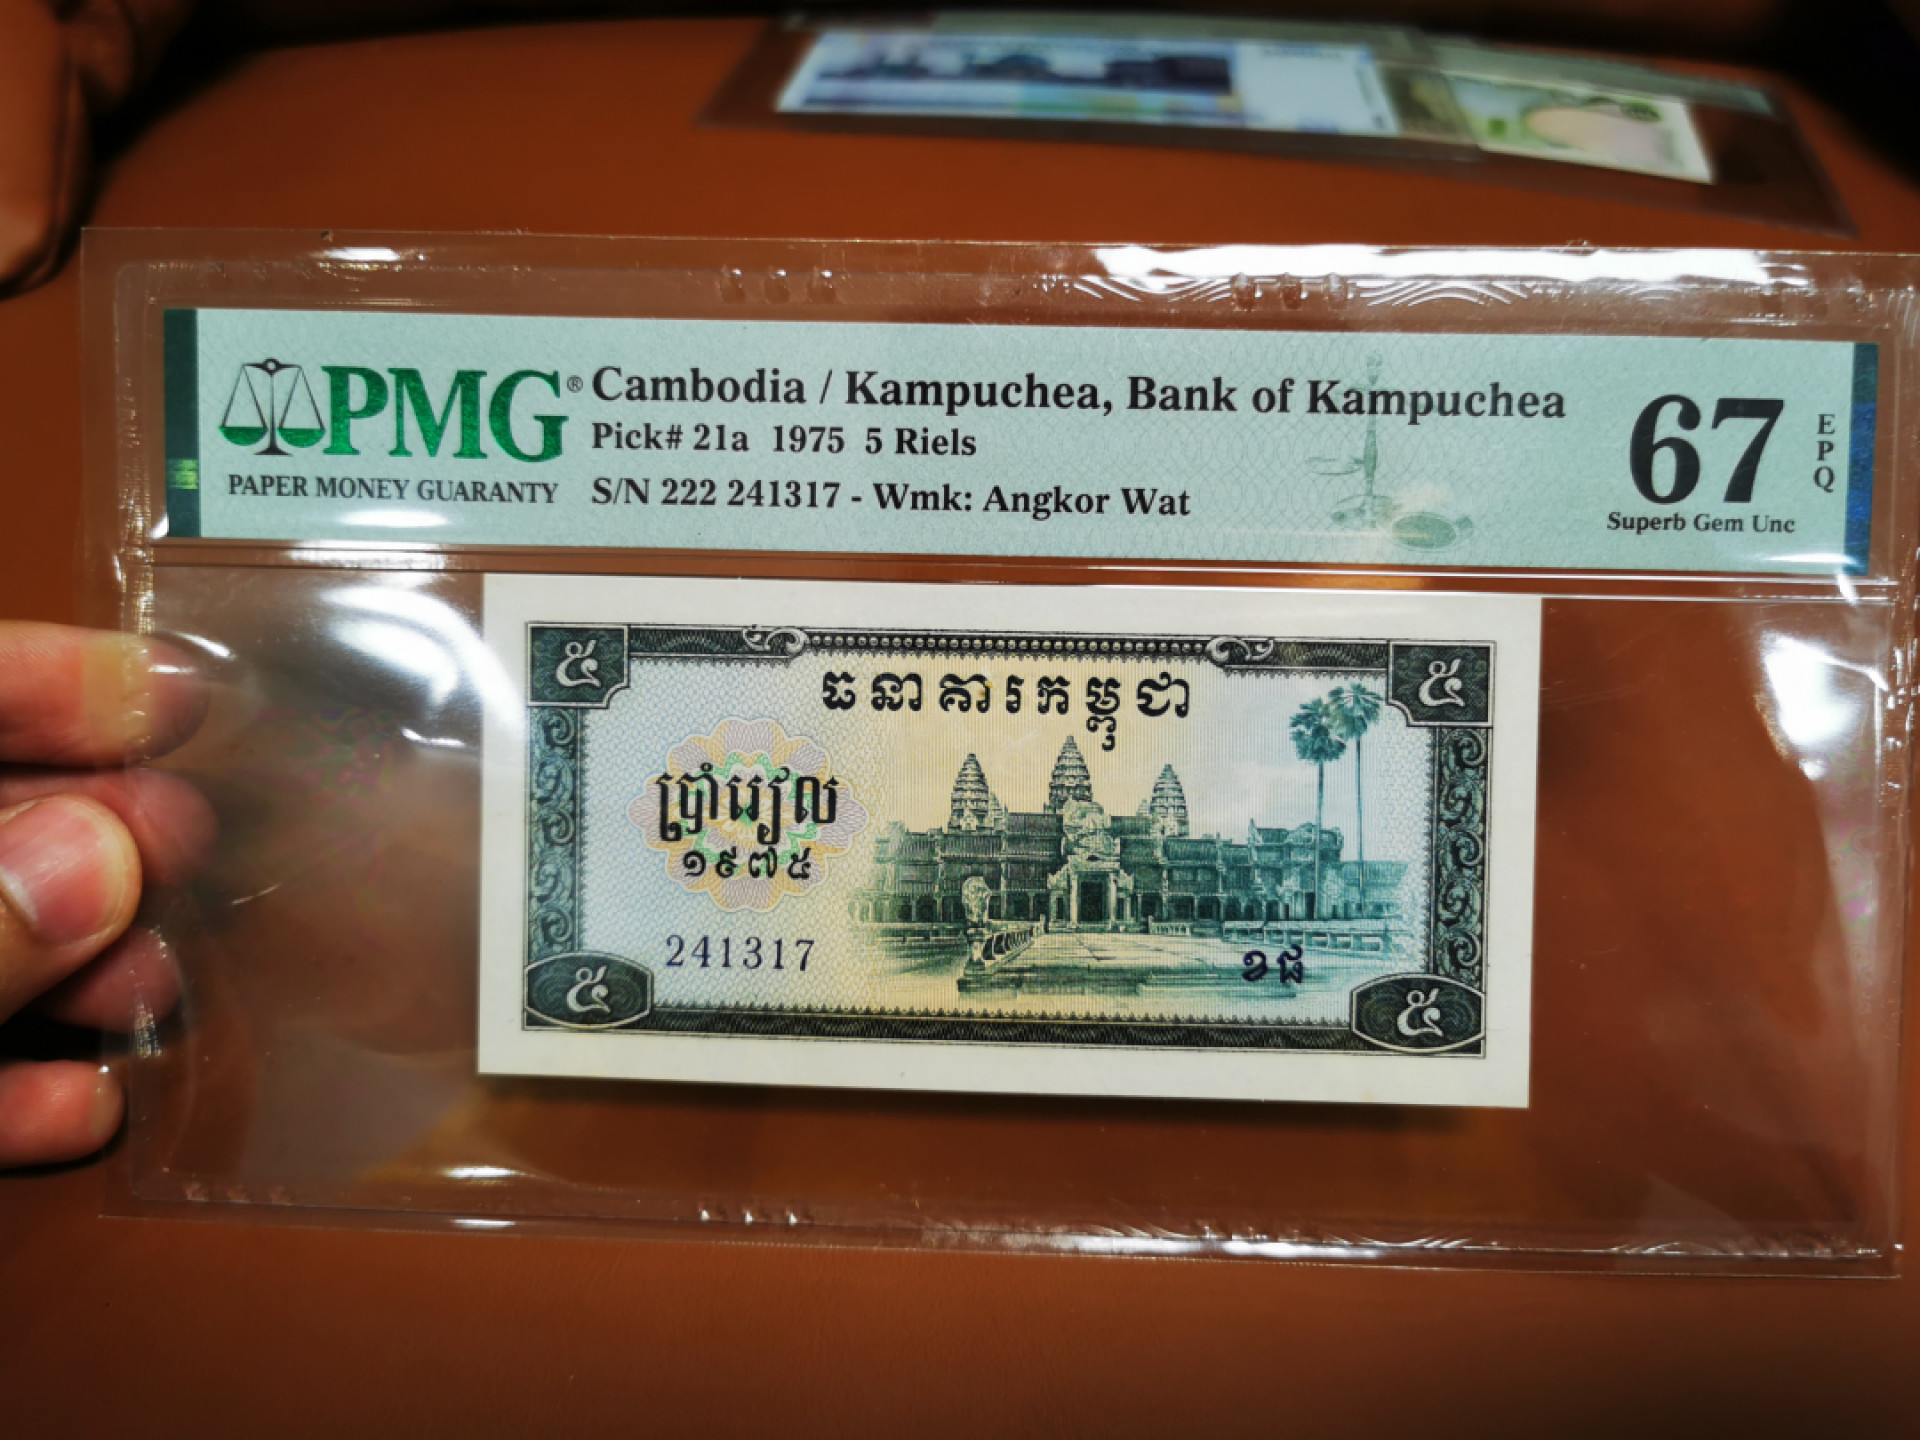 PMG®
PAPER MONEY GUARANTY
Cambodia / Kampuchea, Bank of Kampuchea
Pick# 21a 1975 5 Riels
S/N 222 241317 - Wmk: Angkor Wat
67
EPQ
Superb Gem Unc
៥ ៥
ធនាគារកម្ពុជា
ប្រាំរៀល
១៩៧៥
241317
ខផ
៥ ៥